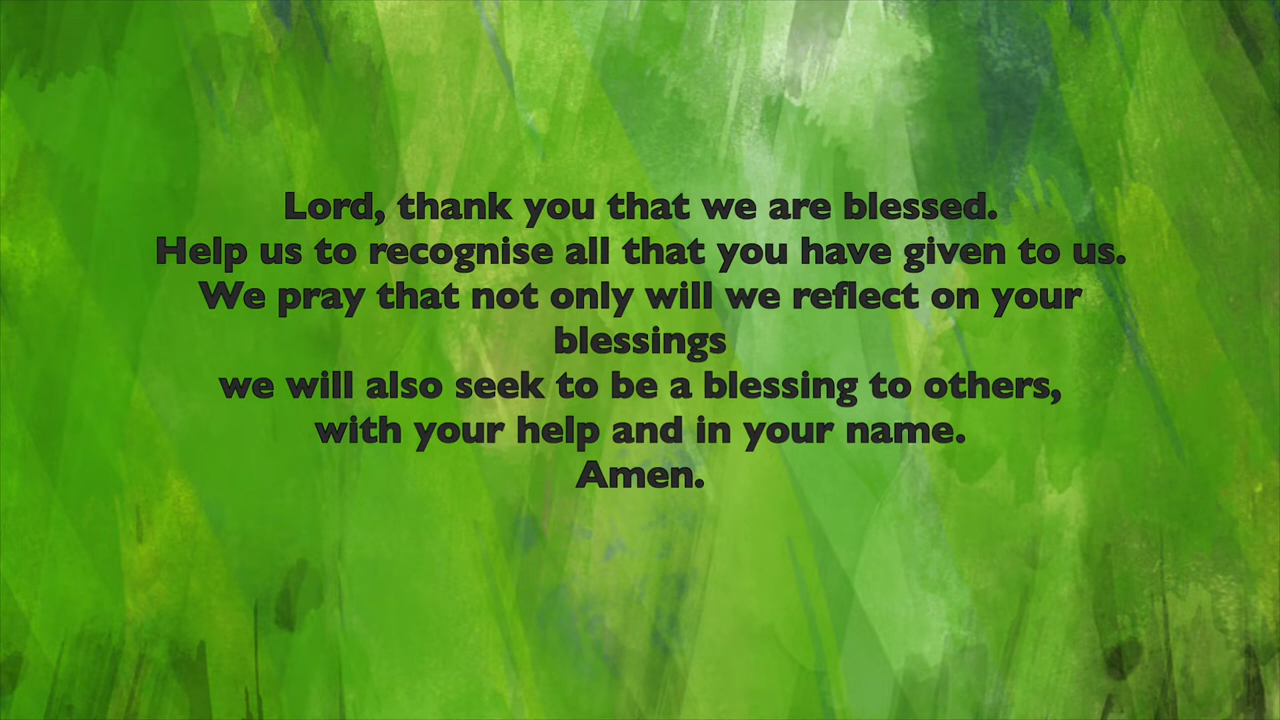 Lord, thank you that we are blessed.
Help us to recognise all that you have given to us.
We pray that not only will we reflect on your
blessings
we will also seek to be a blessing to others,
with your help and in your name.
Amen.